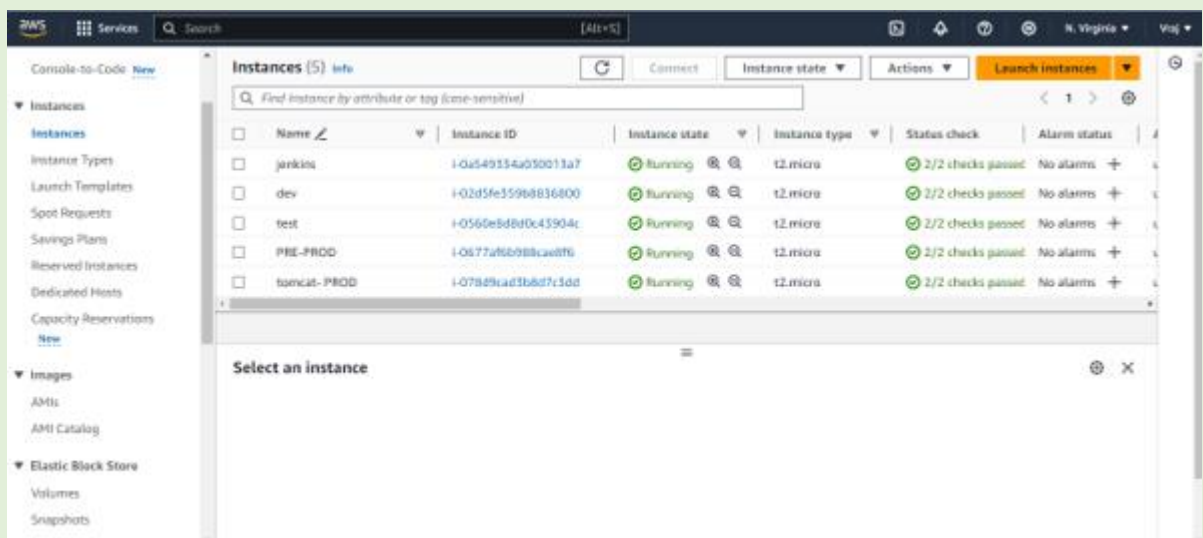 aws Services Search [Alt+S] N. Virginia Vraj
Console-to-Code New
Instances
Instances
Instance Types
Launch Templates
Spot Requests
Savings Plans
Reserved Instances
Dedicated Hosts
Capacity Reservations
New
Images
AMIs
AMI Catalog
Elastic Block Store
Volumes
Snapshots
Instances (5) Info Connect Instance state Actions Launch instances
Find Instance by attribute or tag (case-sensitive) 1
Name Instance ID Instance state Instance type Status check Alarm status
jenkins Running t2.micro 2/2 checks passed No alarms +
dev i-02d5fe359b8836800 Running t2.micro 2/2 checks passed No alarms +
test i-0560e8d8d0c43904c Running t2.micro 2/2 checks passed No alarms +
PRE-PROD Running t2.micro 2/2 checks passed No alarms +
tomcat-PROD i-078d9cad3b8d7c3dd Running t2.micro 2/2 checks passed No alarms +
Select an instance